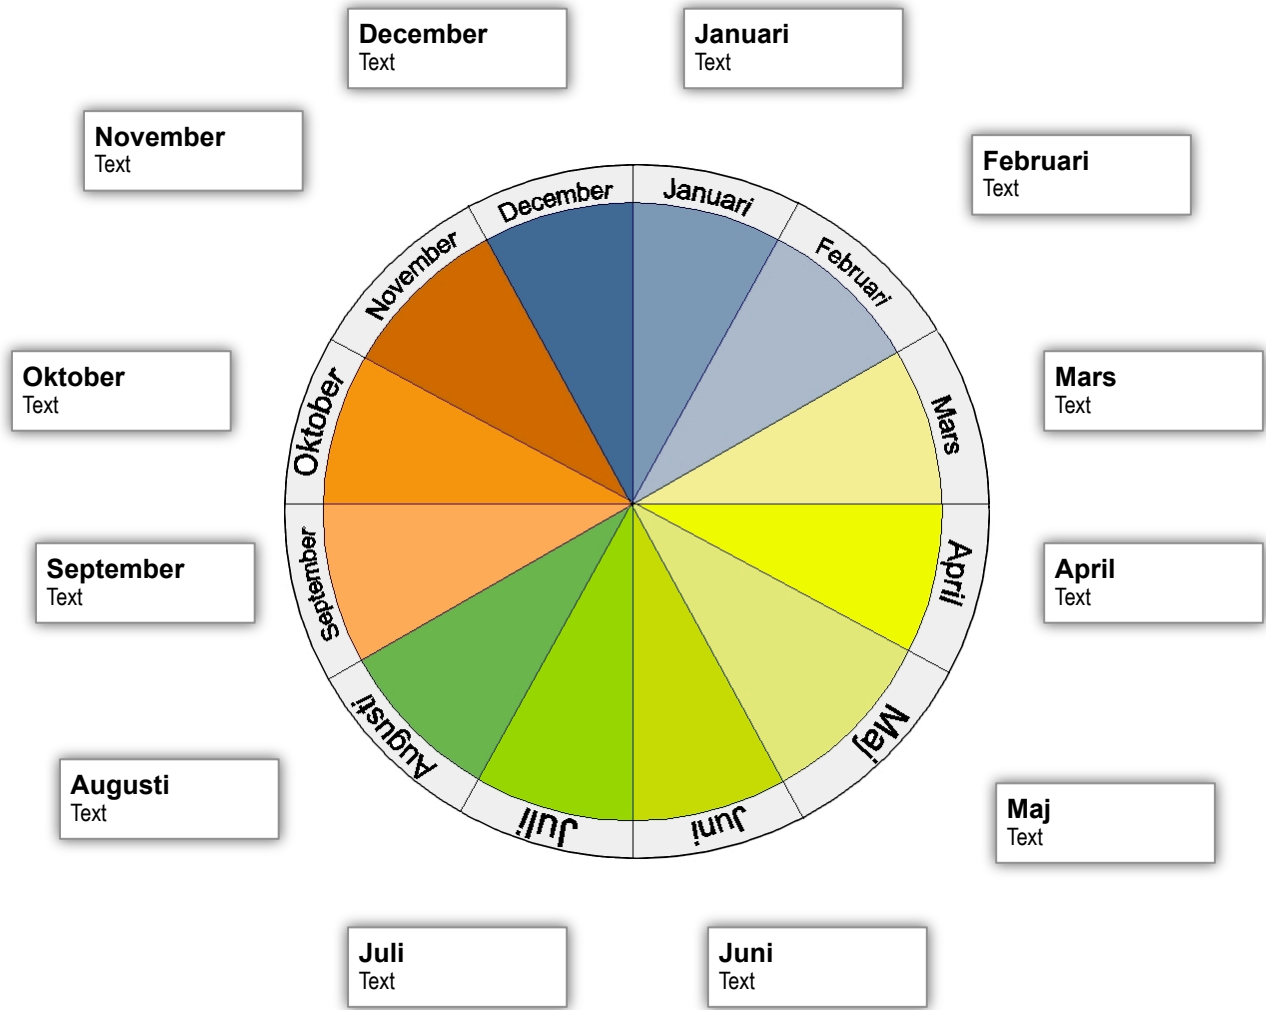 December
Text
Januari
Text
November
Text
Februari
Text
December
Januari
November
Februari
Oktober
Text
Mars
Text
Oktober
Mars
September
Text
April
Text
September
April
Augusti
Maj
Augusti
Text
Maj
Text
Juli
Juni
Juli
Text
Juni
Text